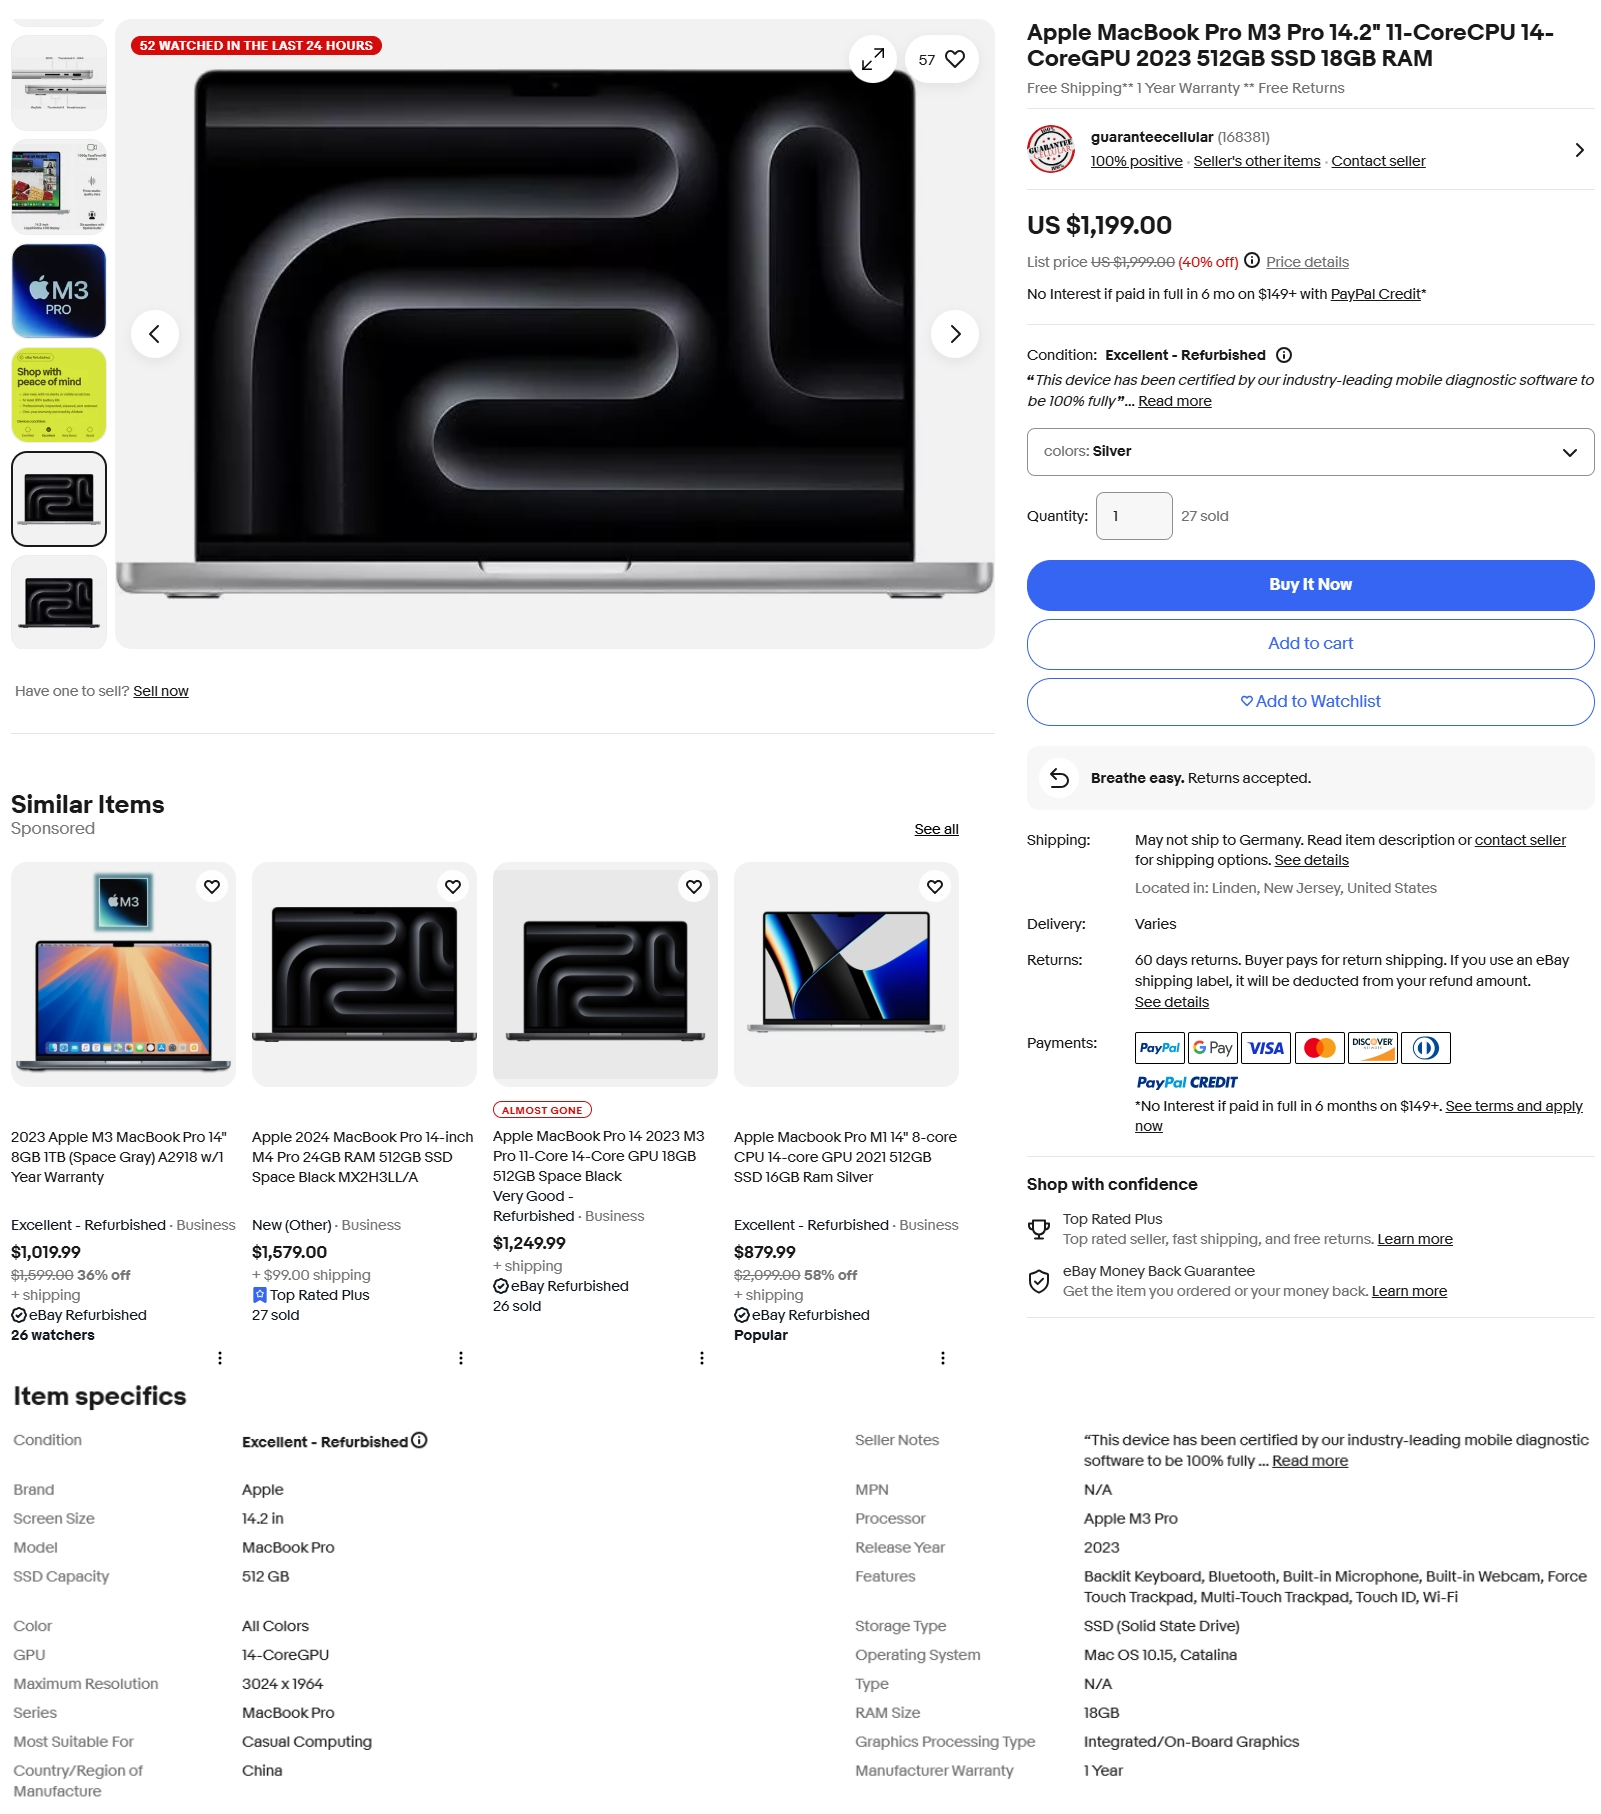 52 WATCHED IN THE LAST 24 HOURS
57
M3
PRO
Shop with
peace of mind
Have one to sell? Sell now
Apple MacBook Pro M3 Pro 14.2" 11-CoreCPU 14-
CoreGPU 2023 512GB SSD 18GB RAM
Free Shipping** 1 Year Warranty ** Free Returns
guaranteecellular (168381)
100% positive · Seller's other items · Contact seller
US $1,199.00
List price US $1,999.00 (40% off) Price details
No Interest if paid in full in 6 mo on $149+ with PayPal Credit*
Condition: Excellent - Refurbished
“This device has been certified by our industry-leading mobile diagnostic software to
be 100% fully”... Read more
colors: Silver
Quantity: 1 27 sold
Buy It Now
Add to cart
Add to Watchlist
Breathe easy. Returns accepted.
Shipping: May not ship to Germany. Read item description or contact seller
for shipping options. See details
Located in: Linden, New Jersey, United States
Delivery: Varies
Returns: 60 days returns. Buyer pays for return shipping. If you use an eBay
shipping label, it will be deducted from your refund amount.
See details
Payments: PayPal G Pay VISA DISCOVER
PayPal CREDIT
*No Interest if paid in full in 6 months on $149+. See terms and apply
now
Shop with confidence
Top Rated Plus
Top rated seller, fast shipping, and free returns. Learn more
eBay Money Back Guarantee
Get the item you ordered or your money back. Learn more
Similar Items
Sponsored
See all
M3
2023 Apple M3 MacBook Pro 14"
8GB 1TB (Space Gray) A2918 w/1
Year Warranty
Excellent - Refurbished · Business
$1,019.99
$1,599.00 36% off
+ shipping
eBay Refurbished
26 watchers
Apple 2024 MacBook Pro 14-inch
M4 Pro 24GB RAM 512GB SSD
Space Black MX2H3LL/A
New (Other) · Business
$1,579.00
+ $99.00 shipping
Top Rated Plus
27 sold
ALMOST GONE
Apple MacBook Pro 14 2023 M3
Pro 11-Core 14-Core GPU 18GB
512GB Space Black
Very Good -
Refurbished · Business
$1,249.99
+ shipping
eBay Refurbished
26 sold
Apple Macbook Pro M1 14" 8-core
CPU 14-core GPU 2021 512GB
SSD 16GB Ram Silver
Excellent - Refurbished · Business
$879.99
$2,099.00 58% off
+ shipping
eBay Refurbished
Popular
Item specifics
Condition Excellent - Refurbished
Brand Apple
Screen Size 14.2 in
Model MacBook Pro
SSD Capacity 512 GB
Color All Colors
GPU 14-CoreGPU
Maximum Resolution 3024 x 1964
Series MacBook Pro
Most Suitable For Casual Computing
Country/Region of China
Manufacture
Seller Notes “This device has been certified by our industry-leading mobile diagnostic
software to be 100% fully ... Read more
MPN N/A
Processor Apple M3 Pro
Release Year 2023
Features Backlit Keyboard, Bluetooth, Built-in Microphone, Built-in Webcam, Force
Touch Trackpad, Multi-Touch Trackpad, Touch ID, Wi-Fi
Storage Type SSD (Solid State Drive)
Operating System Mac OS 10.15, Catalina
Type N/A
RAM Size 18GB
Graphics Processing Type Integrated/On-Board Graphics
Manufacturer Warranty 1 Year